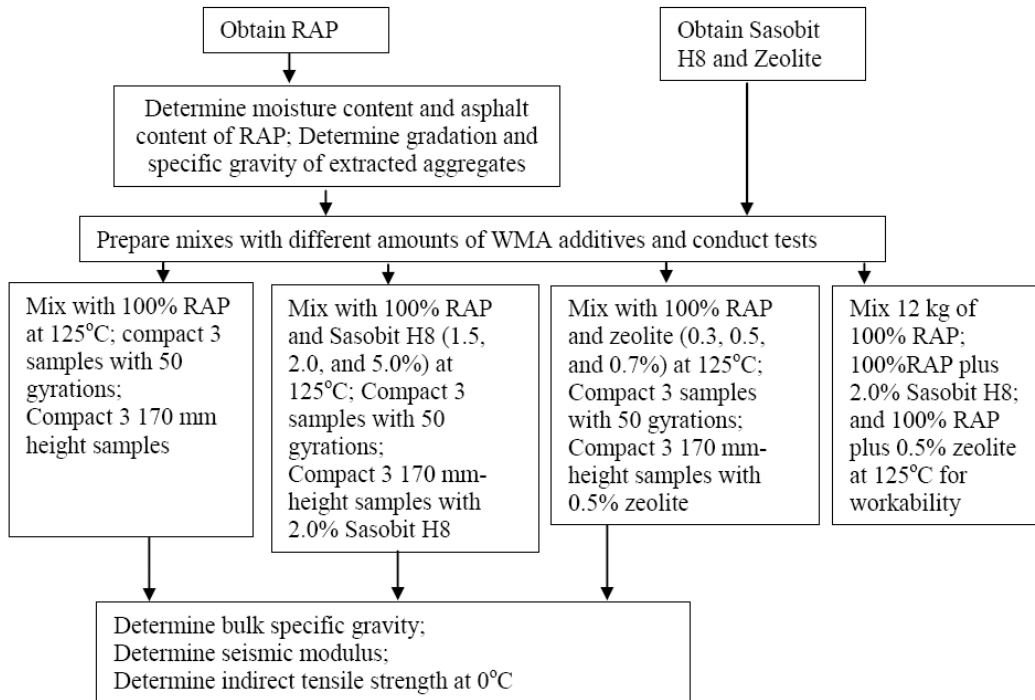 Obtain RAP
Obtain Sasobit
H8 and Zeolite
Determine moisture content and asphalt
content of RAP; Determine gradation and
specific gravity of extracted aggregates
Prepare mixes with different amounts of WMA additives and conduct tests
Mix with 100% RAP
at 125°C; compact 3
samples with 50
gyrations;
Compact 3 170 mm
height samples
Mix with 100% RAP
and Sasobit H8 (1.5,
2.0, and 5.0%) at
125°C; Compact 3
samples with 50
gyrations;
Compact 3 170 mm-
height samples with
2.0% Sasobit H8
Mix with 100% RAP
and zeolite (0.3, 0.5,
and 0.7%) at 125°C;
Compact 3 samples
with 50 gyrations;
Compact 3 170 mm-
height samples with
0.5% zeolite
Mix 12 kg of
100% RAP;
100%RAP plus
2.0% Sasobit H8;
and 100% RAP
plus 0.5% zeolite
at 125°C for
workability
Determine bulk specific gravity;
Determine seismic modulus;
Determine indirect tensile strength at 0°C